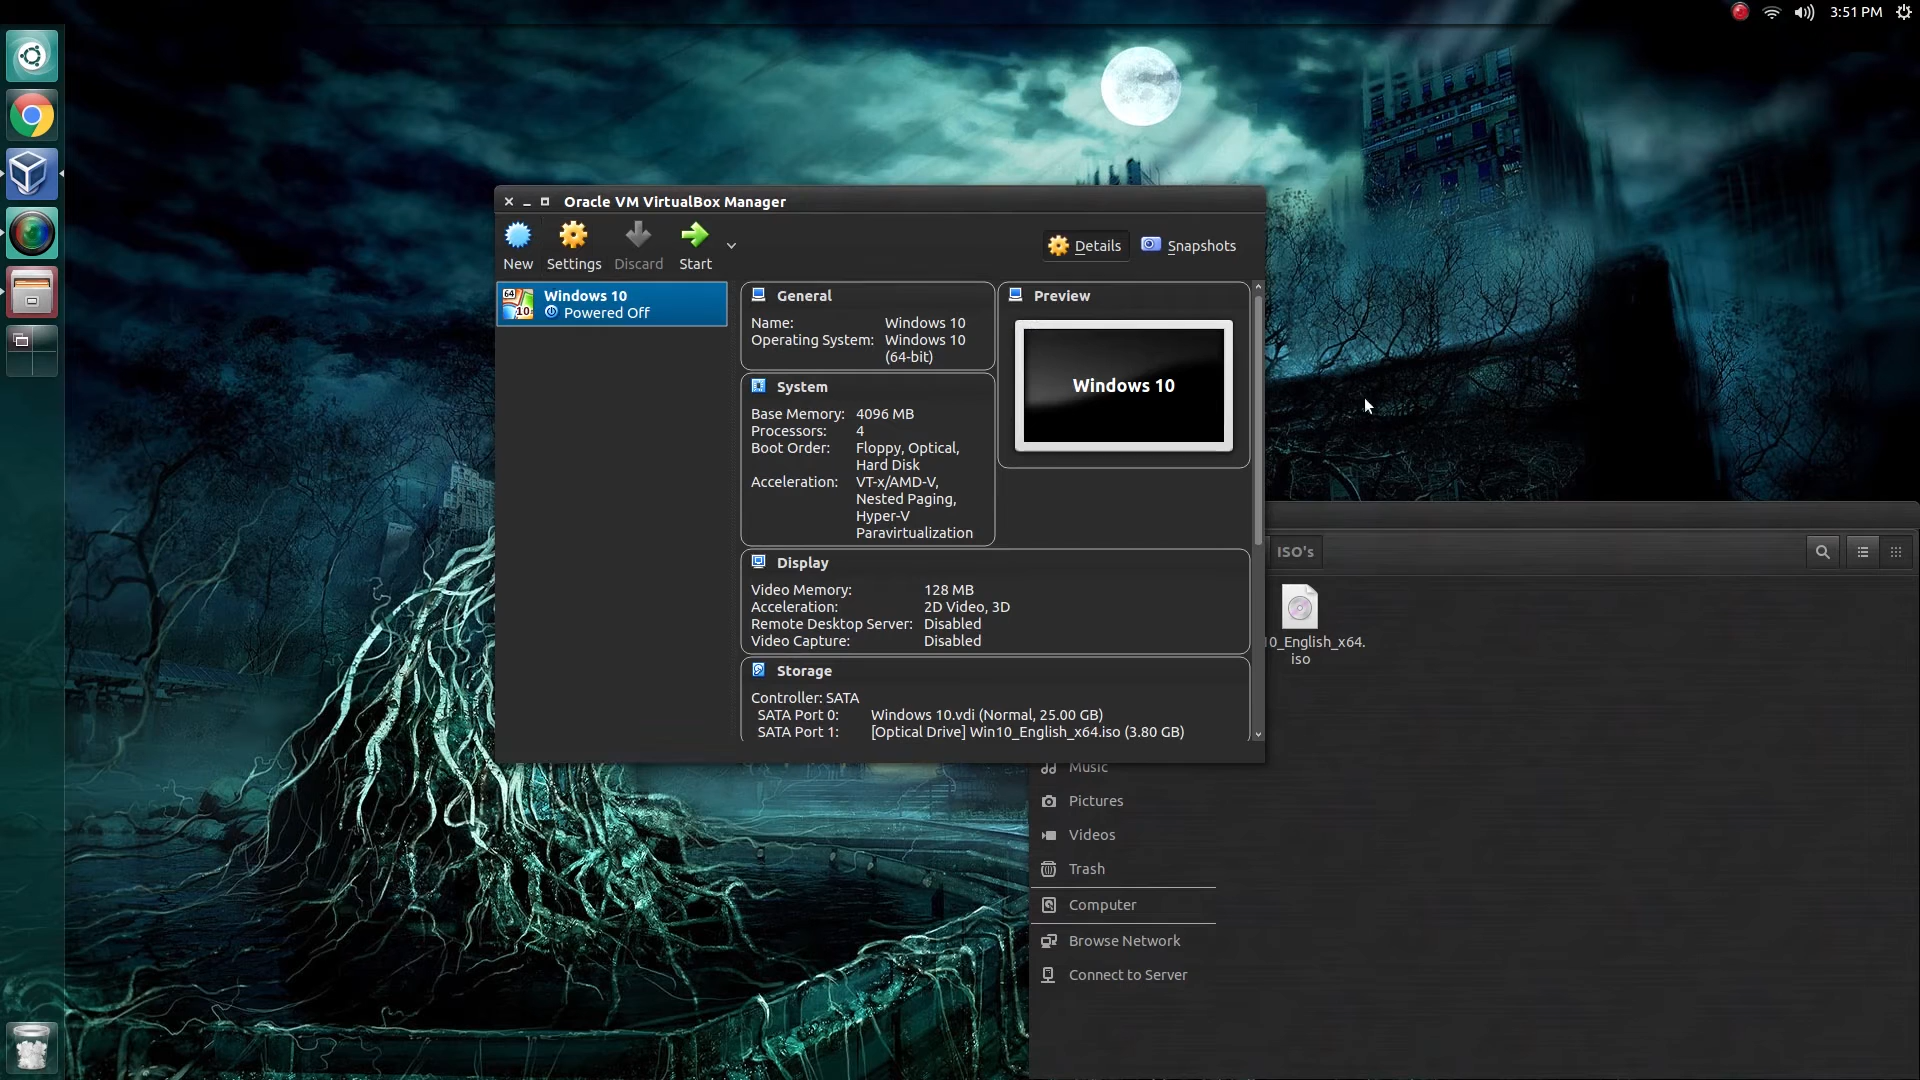 3:51 PM
Oracle VM VirtualBox Manager
New
Settings
Discard
Start
Details
Snapshots
64
10
Windows 10
Powered Off
General
Name: Windows 10
Operating System: Windows 10
(64-bit)
System
Base Memory: 4096 MB
Processors: 4
Boot Order: Floppy, Optical,
Hard Disk
Acceleration: VT-x/AMD-V,
Nested Paging,
Hyper-V
Paravirtualization
Preview
Windows 10
Display
Video Memory: 128 MB
Acceleration: 2D Video, 3D
Remote Desktop Server: Disabled
Video Capture: Disabled
Storage
Controller: SATA
SATA Port 0: Windows 10.vdi (Normal, 25.00 GB)
SATA Port 1: [Optical Drive] Win10_English_x64.iso (3.80 GB)
ISO's
10_English_x64.
iso
Music
Pictures
Videos
Trash
Computer
Browse Network
Connect to Server